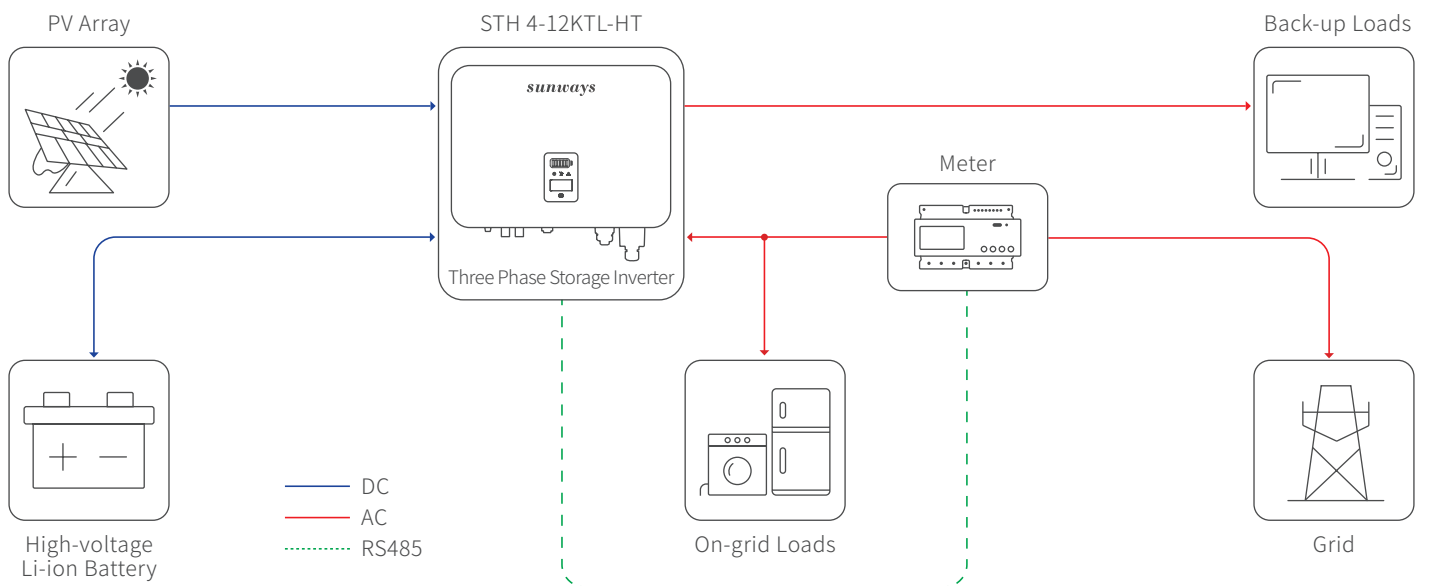 PV Array
STH 4-12KTL-HT
Back-up Loads
sunways
Meter
Three Phase Storage Inverter
DC
AC
RS485
High-voltage
Li-ion Battery
On-grid Loads
Grid